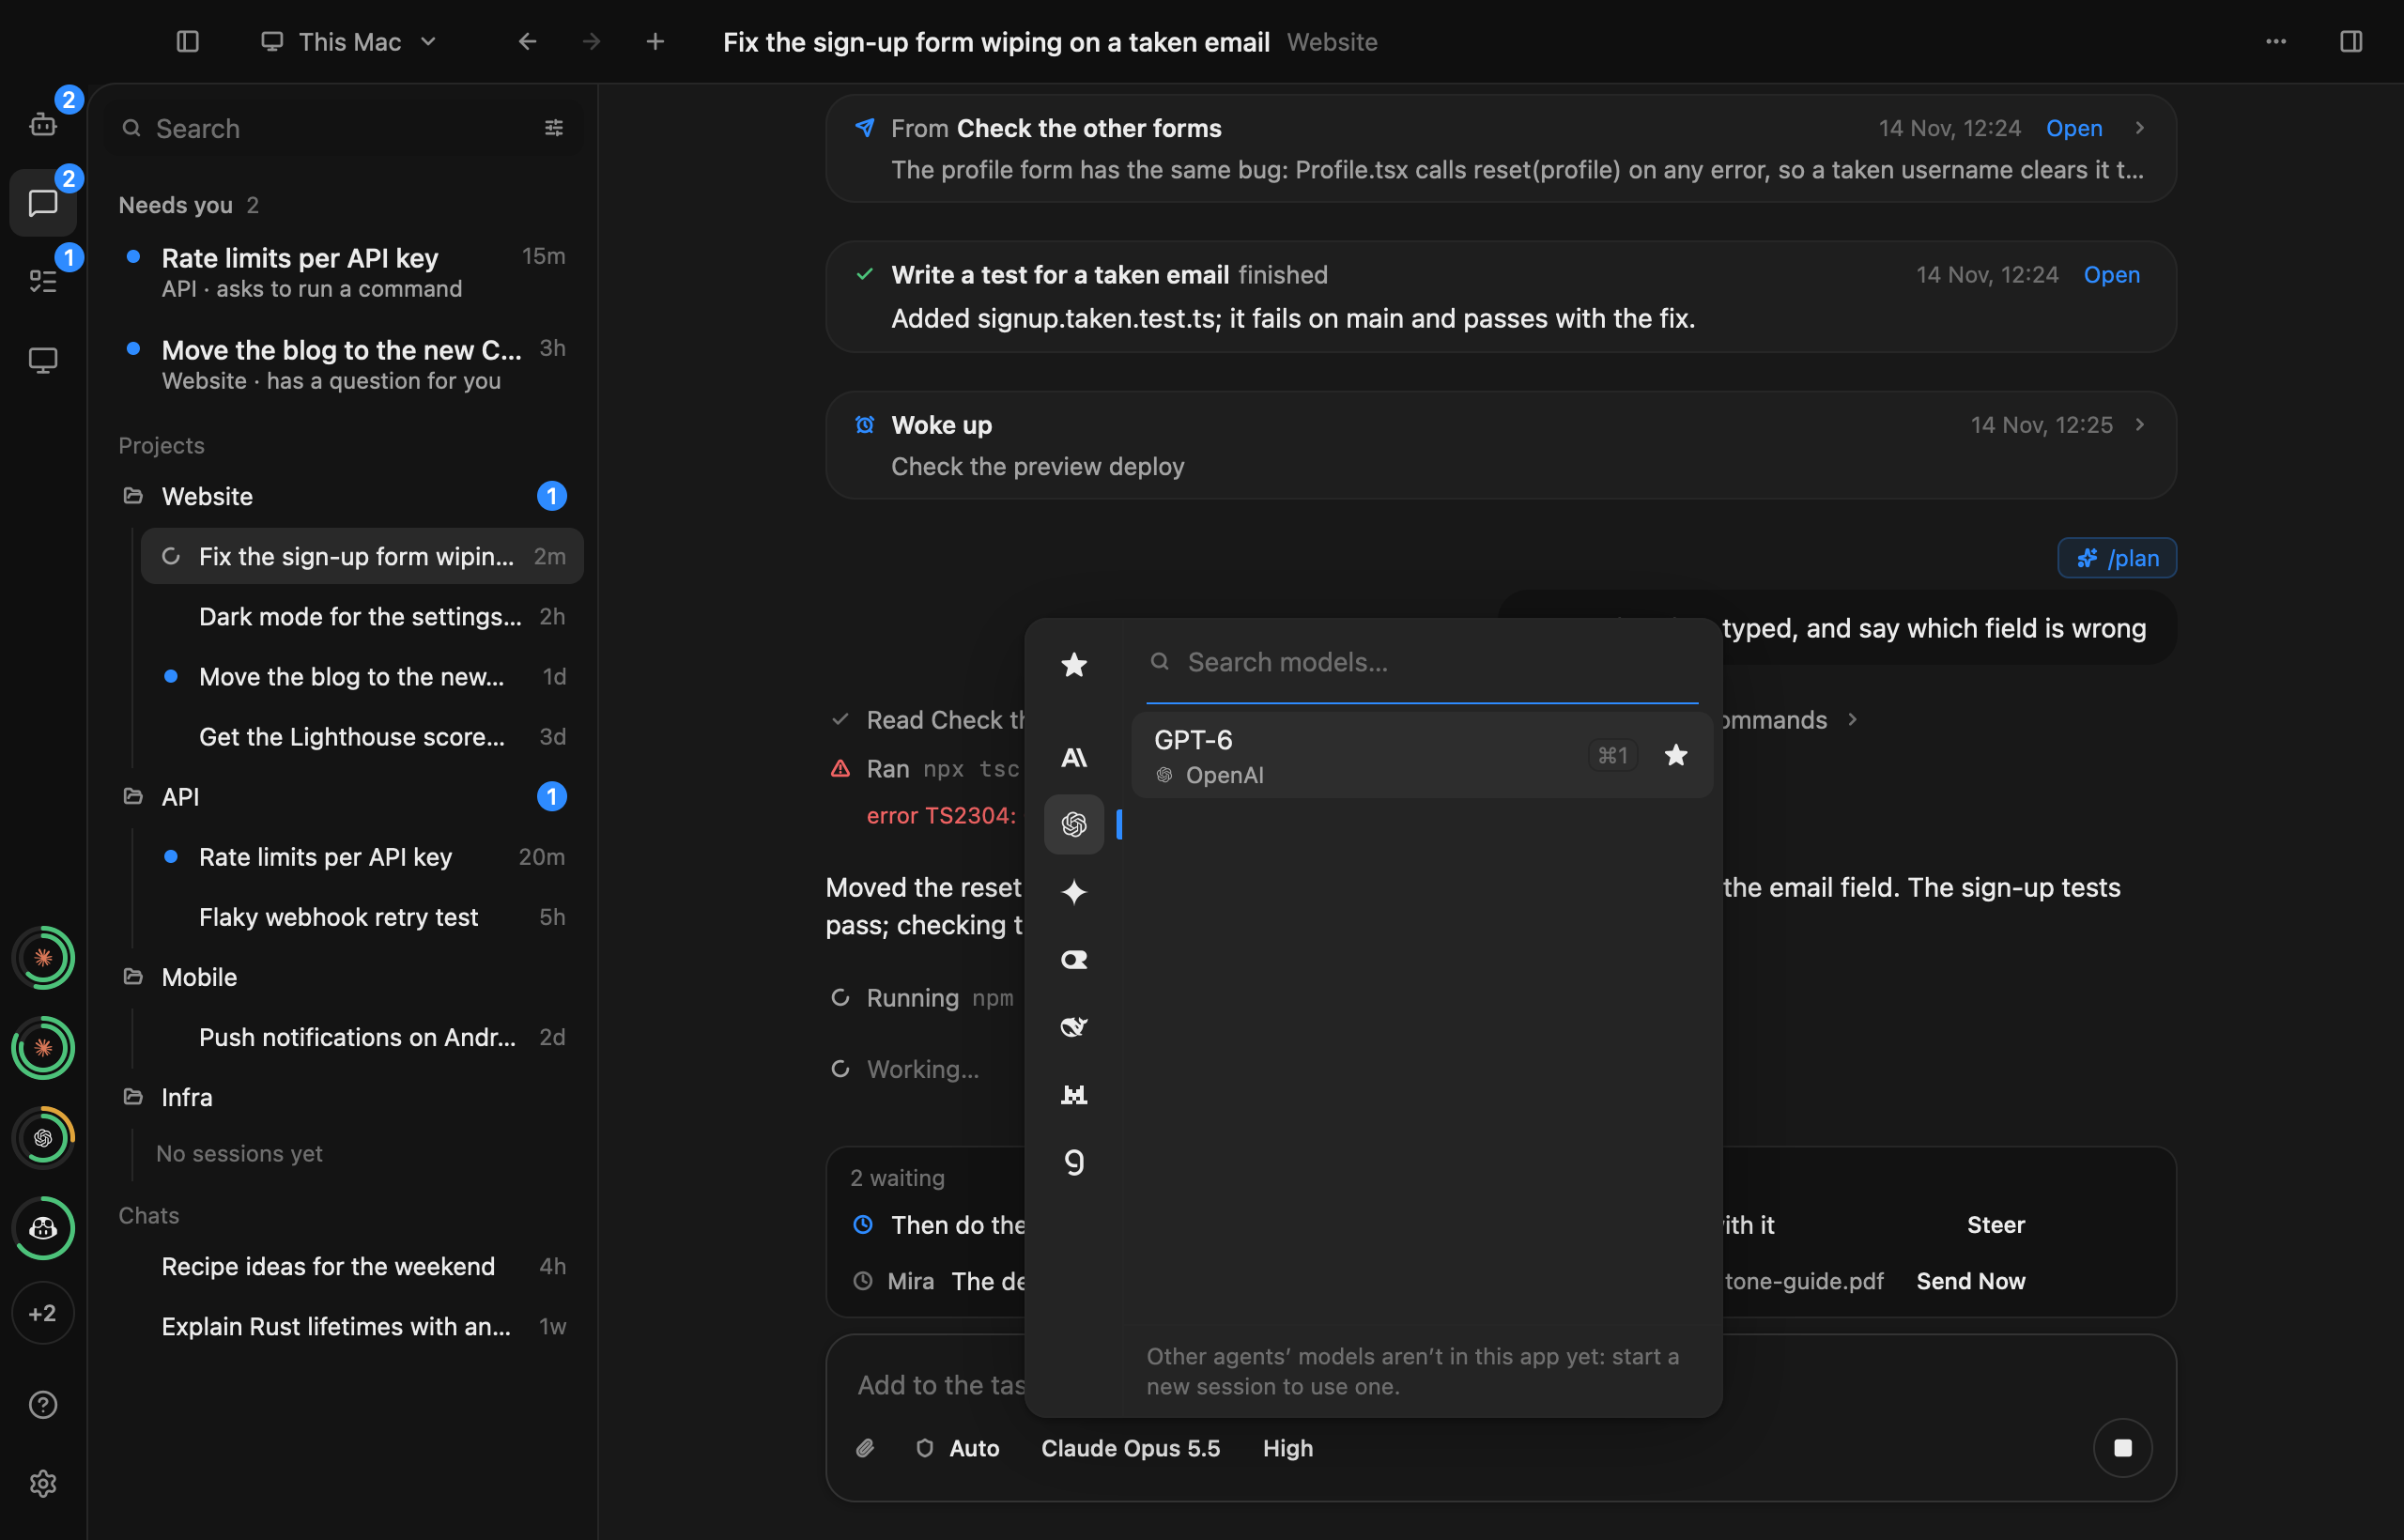 This Mac
Fix the sign-up form wiping on a taken email Website
2
2
1
Search
Needs you 2
Rate limits per API key 15m
API · asks to run a command
Move the blog to the new C... 3h
Website · has a question for you
Projects
Website 1
Fix the sign-up form wipin... 2m
Dark mode for the settings... 2h
Move the blog to the new... 1d
Get the Lighthouse score... 3d
API 1
Rate limits per API key 20m
Flaky webhook retry test 5h
Mobile
Push notifications on Andr... 2d
Infra
No sessions yet
Chats
Recipe ideas for the weekend 4h
Explain Rust lifetimes with an... 1w
+2
From Check the other forms 14 Nov, 12:24 Open
The profile form has the same bug: Profile.tsx calls reset(profile) on any error, so a taken username clears it t...
Write a test for a taken email finished 14 Nov, 12:24 Open
Added signup.taken.test.ts; it fails on main and passes with the fix.
Woke up 14 Nov, 12:25
Check the preview deploy
/plan
typed, and say which field is wrong
Read Check th
ommands
Ran npx tsc
error TS2304:
Moved the reset
the email field. The sign-up tests
pass; checking t
Running npm
Working...
Search models...
GPT-6 ⌘1
OpenAI
Other agents’ models aren’t in this app yet: start a
new session to use one.
2 waiting
Then do the
ith it Steer
Mira The de
tone-guide.pdf Send Now
Add to the tas
Auto Claude Opus 5.5 High